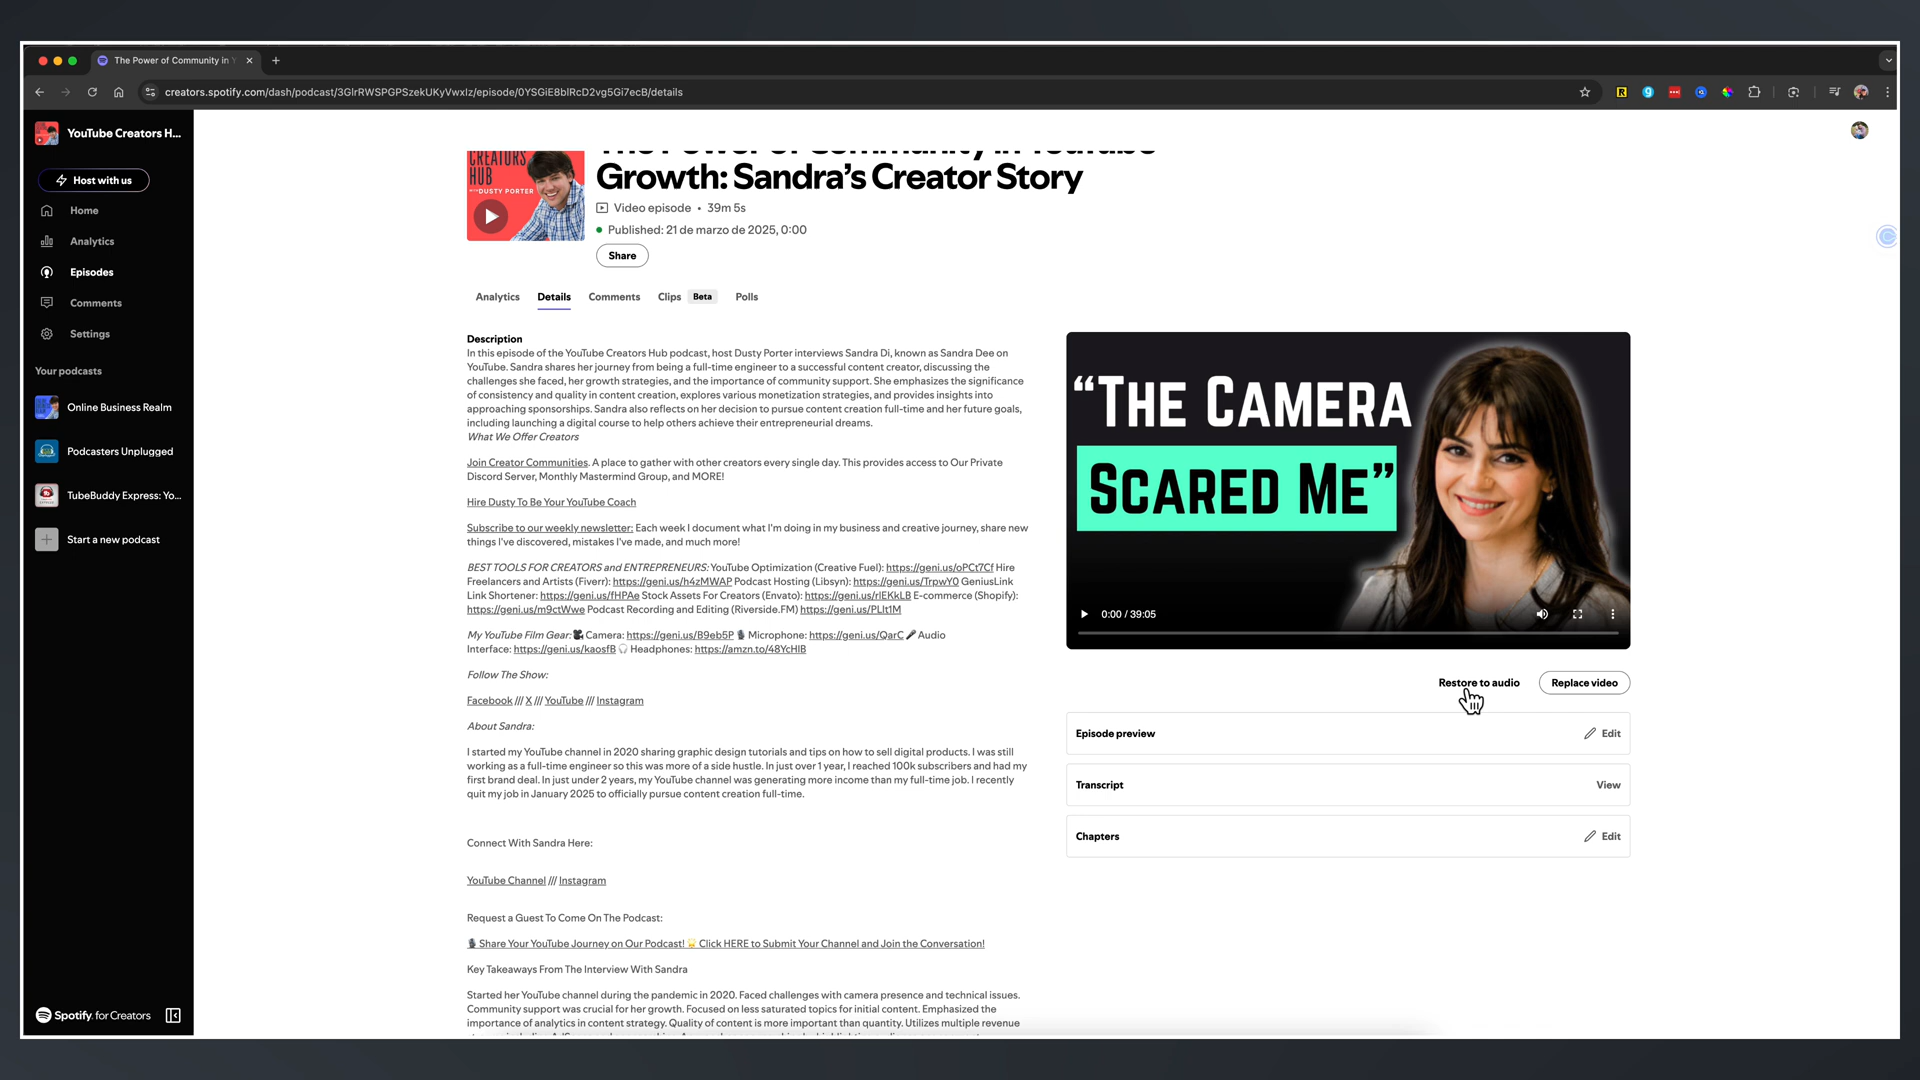 The Power of Community in Y
creators.spotify.com/dash/podcast/3GlrRWSPGPSzekUKyVwxIz/episode/0YSGiE8blRcD2vg5Gi7ecB/details
YouTube Creators H...
Host with us
Home
Analytics
Episodes
Comments
Settings
Your podcasts
Online Business Realm
Podcasters Unplugged
TubeBuddy Express: Yo...
Start a new podcast
Spotify for Creators
CREATORS
HUB
WITH DUSTY PORTER
The Power of Community in YouTube
Growth: Sandra's Creator Story
Video episode • 39m 5s
Published: 21 de marzo de 2025, 0:00
Share
Analytics
Details
Comments
Clips Beta
Polls
Description
In this episode of the YouTube Creators Hub podcast, host Dusty Porter interviews Sandra Di, known as Sandra Dee on
YouTube. Sandra shares her journey from being a full-time engineer to a successful content creator, discussing the
challenges she faced, her growth strategies, and the importance of community support. She emphasizes the significance
of consistency and quality in content creation, explores various monetization strategies, and provides insights into
approaching sponsorships. Sandra also reflects on her decision to pursue content creation full-time and her future goals,
including launching a digital course to help others achieve their entrepreneurial dreams.
What We Offer Creators
Join Creator Communities. A place to gather with other creators every single day. This provides access to Our Private
Discord Server, Monthly Mastermind Group, and MORE!
Hire Dusty To Be Your YouTube Coach
Subscribe to our weekly newsletter: Each week I document what I'm doing in my business and creative journey, share new
things I've discovered, mistakes I've made, and much more!
BEST TOOLS FOR CREATORS and ENTREPRENEURS: YouTube Optimization (Creative Fuel): https://geni.us/oPCt7Cf Hire
Freelancers and Artists (Fiverr): https://geni.us/h4zMWAP Podcast Hosting (Libsyn): https://geni.us/TrpwY0 GeniusLink
Link Shortener: https://geni.us/fHPAe Stock Assets For Creators (Envato): https://geni.us/rlEKkLB E-commerce (Shopify):
https://geni.us/m9ctWwe Podcast Recording and Editing (Riverside.FM) https://geni.us/PLIt1M
My YouTube Film Gear: 🎥 Camera: https://geni.us/B9eb5P 🎙️ Microphone: https://geni.us/QarC 🎤 Audio
Interface: https://geni.us/kaosfB 🎧 Headphones: https://amzn.to/48YcHIB
Follow The Show:
Facebook /// X /// YouTube /// Instagram
About Sandra:
I started my YouTube channel in 2020 sharing graphic design tutorials and tips on how to sell digital products. I was still
working as a full-time engineer so this was more of a side hustle. In just over 1 year, I reached 100k subscribers and had my
first brand deal. In just under 2 years, my YouTube channel was generating more income than my full-time job. I recently
quit my job in January 2025 to officially pursue content creation full-time.
Connect With Sandra Here:
YouTube Channel /// Instagram
Request a Guest To Come On The Podcast:
🎙️ Share Your YouTube Journey on Our Podcast! 🌟 Click HERE to Submit Your Channel and Join the Conversation!
Key Takeaways From The Interview With Sandra
Started her YouTube channel during the pandemic in 2020. Faced challenges with camera presence and technical issues.
Community support was crucial for her growth. Focused on less saturated topics for initial content. Emphasized the
importance of analytics in content strategy. Quality of content is more important than quantity. Utilizes multiple revenue
"THE CAMERA
SCARED ME"
0:00 / 39:05
Restore to audio
Replace video
Episode preview
Edit
Transcript
View
Chapters
Edit